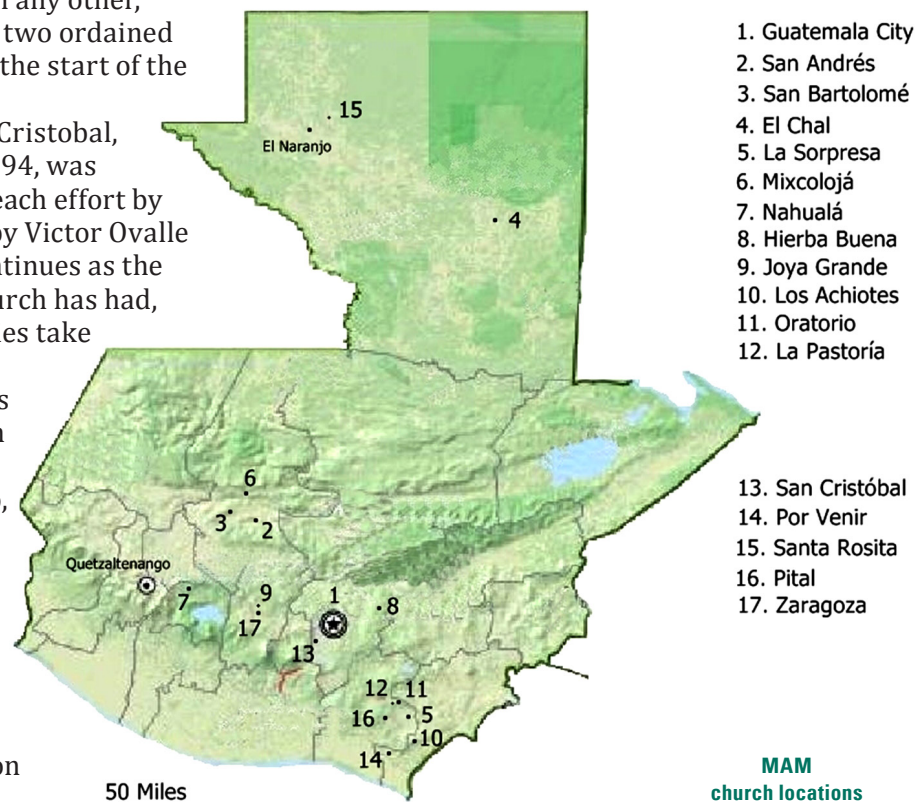 n any other,
two ordained
the start of the
Cristobal,
94, was
each effort by
by Victor Ovalle
ntinues as the
urch has had,
es take
s
n
,
on
15
El Naranjo
4
6
3
2
Quetzaltenango
7
9
17
1
8
13
12
11
16
5
10
14
50 Miles
1. Guatemala City
2. San Andrés
3. San Bartolomé
4. El Chal
5. La Sorpresa
6. Mixcolojá
7. Nahualá
8. Hierba Buena
9. Joya Grande
10. Los Achiotes
11. Oratorio
12. La Pastoría
13. San Cristóbal
14. Por Venir
15. Santa Rosita
16. Pital
17. Zaragoza
MAM
church locations